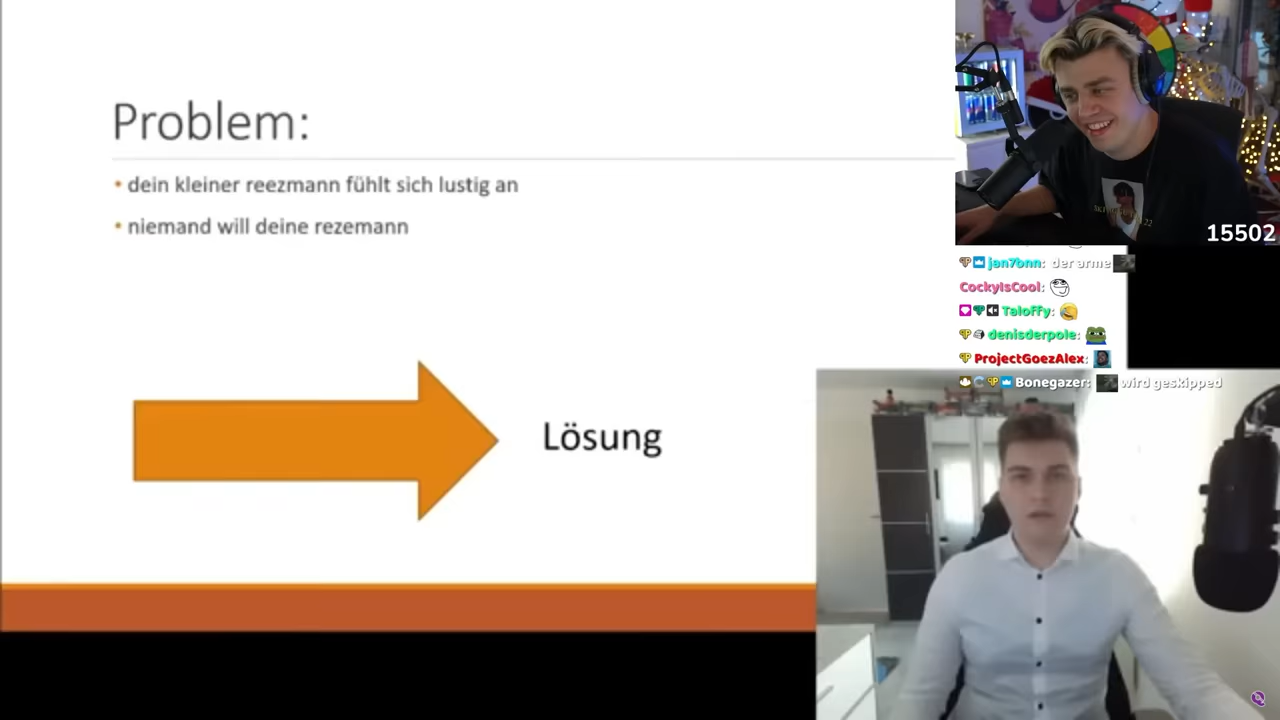 Problem:
• dein kleiner reezmann fühlt sich lustig an
• niemand will deine rezemann
Lösung
15502
jan7bnn: der arme
CockyIsCool:
Taloffy:
denisderpole:
ProjectGoezAlex:
Bonegazer: wird geskipped